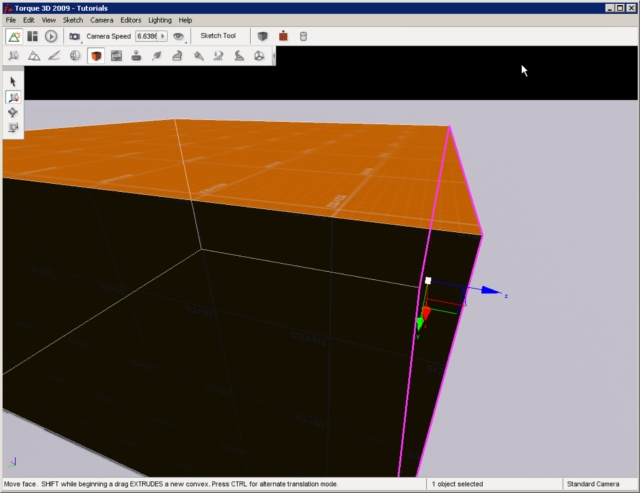 Torque 3D 2009 - Tutorials
File Edit View Sketch Camera Editors Lighting Help
Camera Speed 6.638 Sketch Tool
z
Move face. SHIFT while beginning a drag EXTRUDES a new convex. Press CTRL for alternate translation mode. 1 object selected Standard Camera